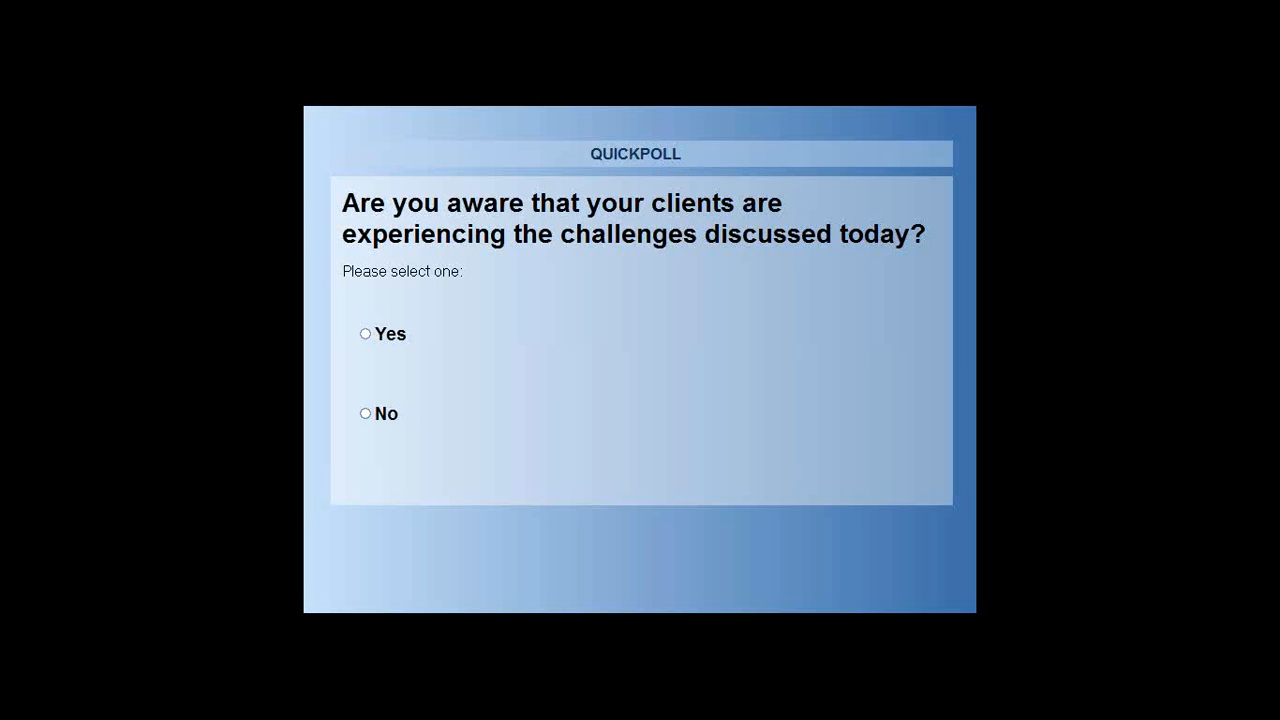 QUICKPOLL
Are you aware that your clients are
experiencing the challenges discussed today?
Please select one:
Yes
No